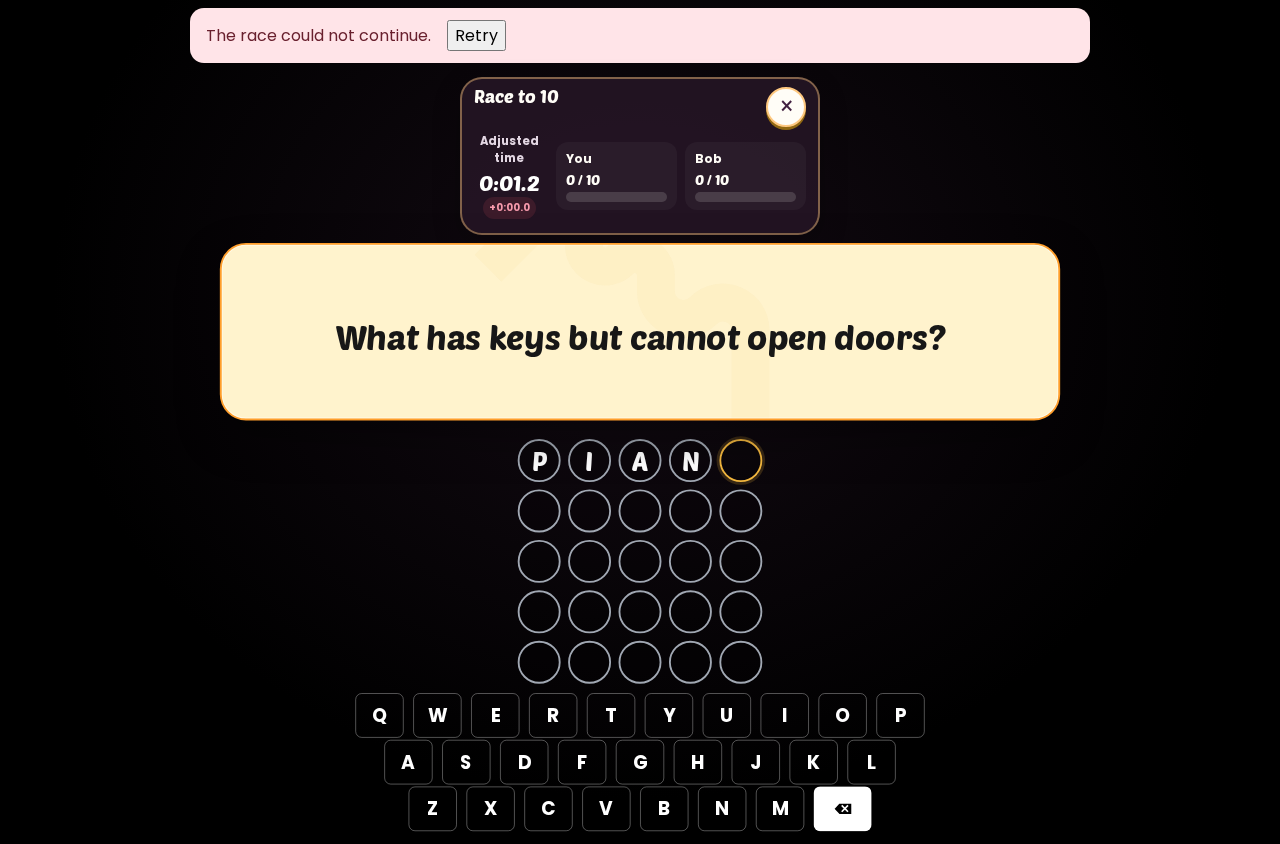 The race could not continue. Retry
Race to 10
×
Adjusted
time
0:01.2
+0:00.0
You
0 / 10
Bob
0 / 10
What has keys but cannot open doors?
P I A N
Q W E R T Y U I O P
A S D F G H J K L
Z X C V B N M